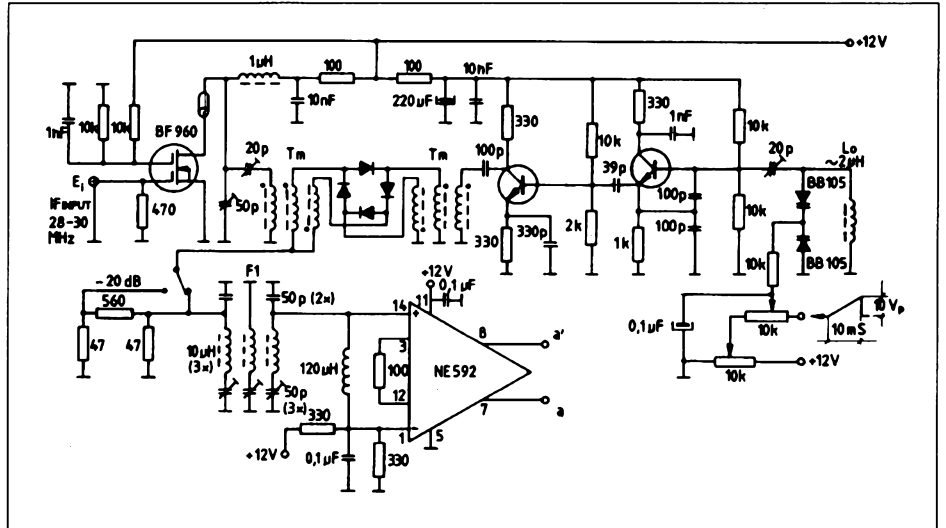 +12V
1µH
100
100
10nF
10nF
220µF
330
330
1nF
10k
10k
1nF
10k
10k
BF 960
20p
Tm
Tm
100p
39p
20p
Lo
~2µH
Ei
IF INPUT
28-30
MHz
470
50p
330
330p
2k
1k
100p
100p
10k
BB105
BB105
10k
- 20 dB
560
47
47
F1
50p (2x)
10µH
(3x)
50p
(3x)
+12V
0,1µF
11
14
+
3
100
12
1
-
5
NE592
8
7
a'
a
120µH
330
+12V
0,1µF
330
0,1µF
10k
10k
10mS
10 Vp
+12V